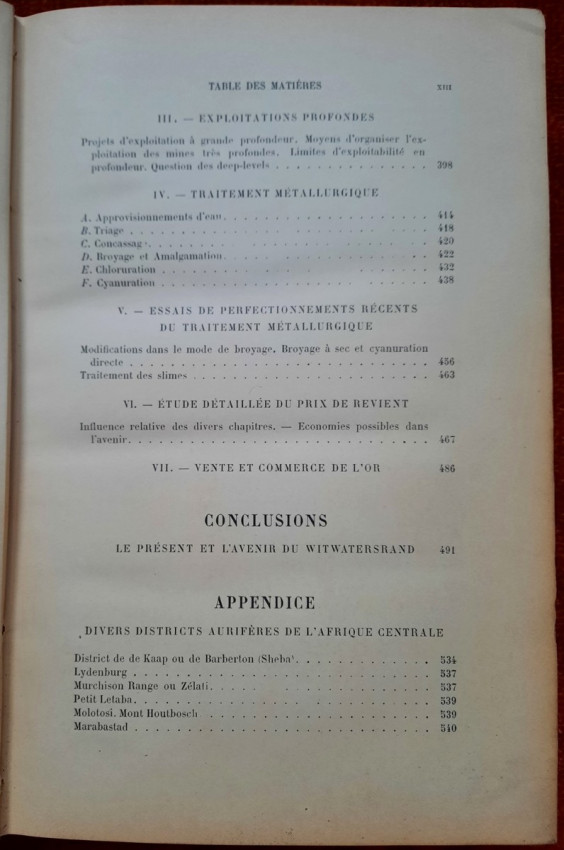 TABLE DES MATIÈRES XIII
III. — EXPLOITATIONS PROFONDES
Projets d'exploitation à grande profondeur. Moyens d'organiser l'ex-
ploitation des mines très profondes. Limites d'exploitabilité en
profondeur. Question des deep-levels . . . . . . . . . . . . . . 398
IV. — TRAITEMENT MÉTALLURGIQUE
A. Approvisionnements d'eau. . . . . . . . . . . . . . . . . . . 414
B. Triage . . . . . . . . . . . . . . . . . . . . . . . . . . . 418
C. Concassag . . . . . . . . . . . . . . . . . . . . . . . . . 420
D. Broyage et Amalgamation. . . . . . . . . . . . . . . . . . . 422
E. Chloruration . . . . . . . . . . . . . . . . . . . . . . . . 432
F. Cyanuration . . . . . . . . . . . . . . . . . . . . . . . . 438
V. — ESSAIS DE PERFECTIONNEMENTS RÉCENTS
DU TRAITEMENT MÉTALLURGIQUE
Modifications dans le mode de broyage. Broyage à sec et cyanuration
directe . . . . . . . . . . . . . . . . . . . . . . . . . . . 456
Traitement des slimes . . . . . . . . . . . . . . . . . . . . . 463
VI. — ÉTUDE DÉTAILLÉE DU PRIX DE REVIENT
Influence relative des divers chapitres. — Economies possibles dans
l'avenir. . . . . . . . . . . . . . . . . . . . . . . . . . . 467
VII. — VENTE ET COMMERCE DE L'OR 486
CONCLUSIONS
LE PRÉSENT ET L'AVENIR DU WITWATERSRAND 491
APPENDICE
DIVERS DISTRICTS AURIFÈRES DE L'AFRIQUE CENTRALE
District de de Kaap ou de Barberton (Sheba). . . . . . . . . . . 534
Lydenburg . . . . . . . . . . . . . . . . . . . . . . . . . . 537
Murchison Range ou Zélati. . . . . . . . . . . . . . . . . . . 537
Petit Letaba. . . . . . . . . . . . . . . . . . . . . . . . . 539
Molotosi. Mont Houtbosch . . . . . . . . . . . . . . . . . . . 539
Marabastad . . . . . . . . . . . . . . . . . . . . . . . . . 540